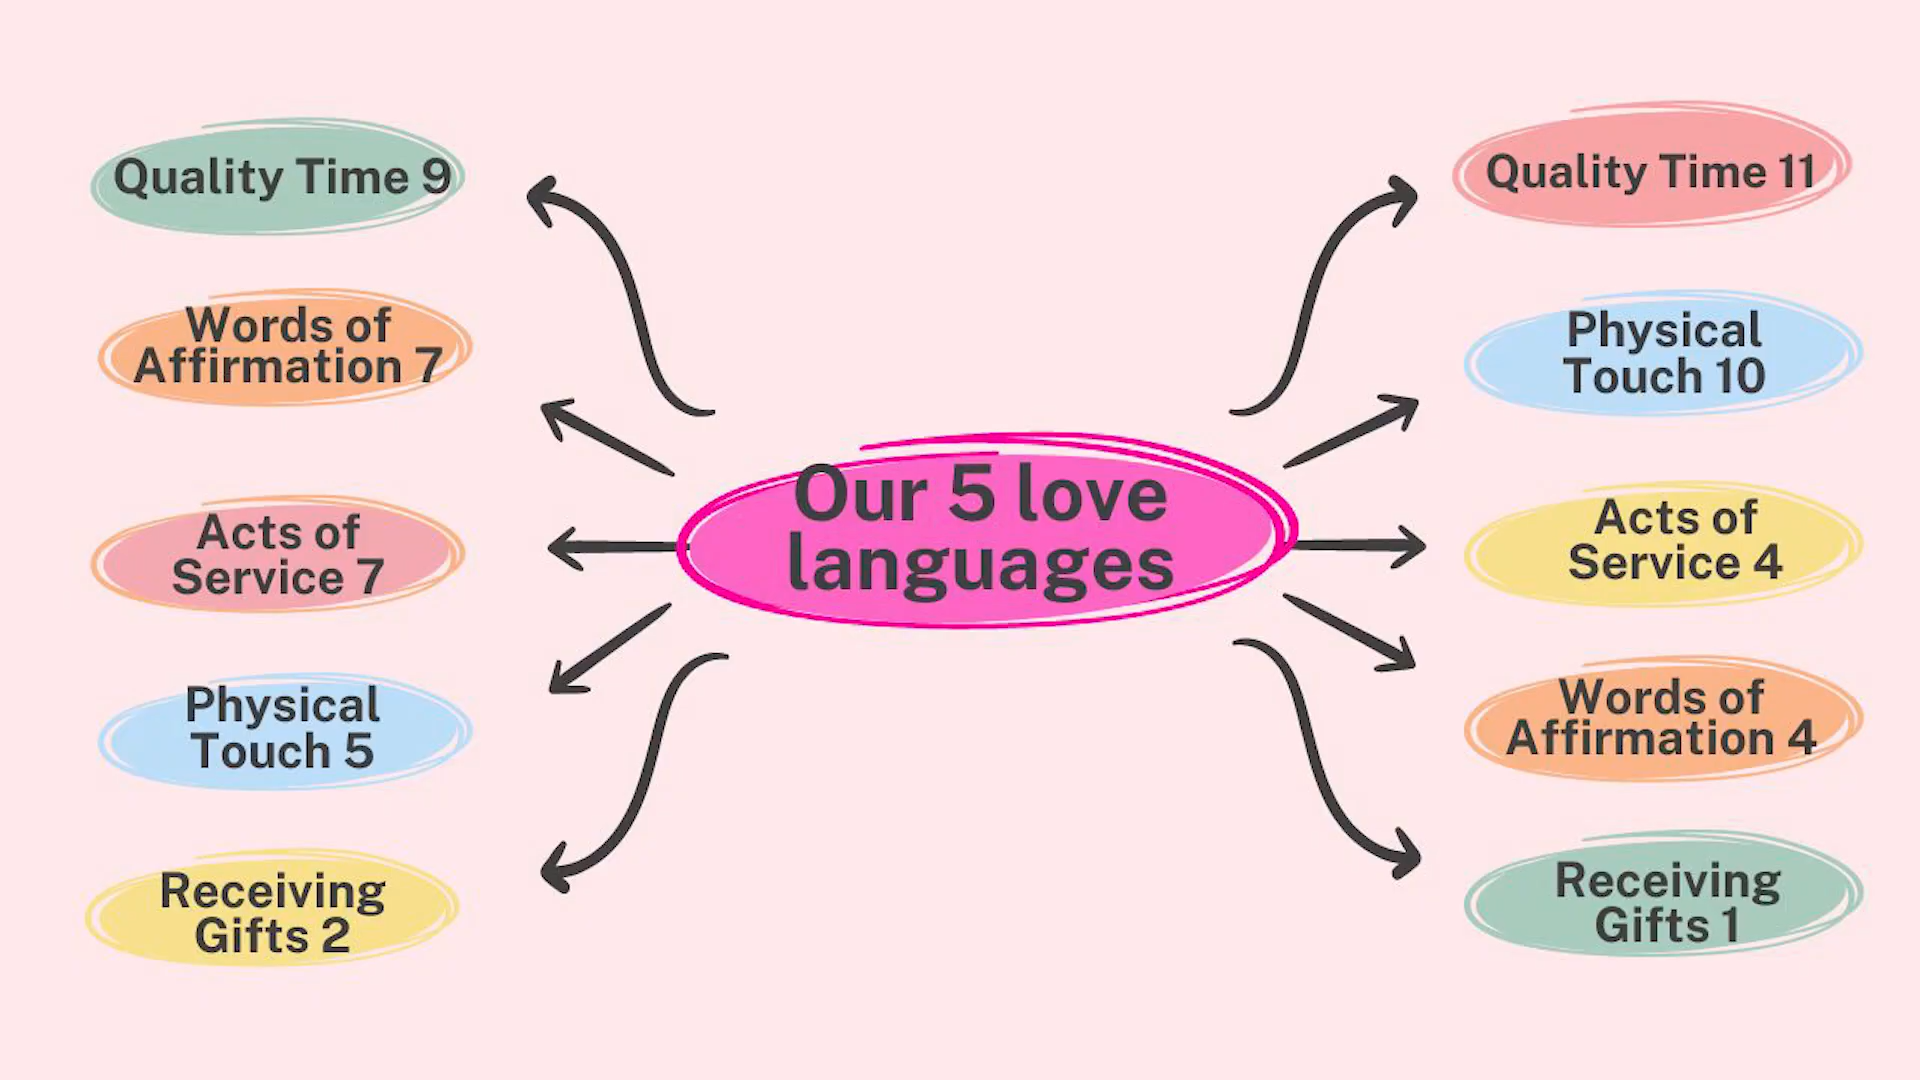 Quality Time 9
Words of
Affirmation 7
Acts of
Service 7
Physical
Touch 5
Receiving
Gifts 2
Our 5 love
languages
Quality Time 11
Physical
Touch 10
Acts of
Service 4
Words of
Affirmation 4
Receiving
Gifts 1